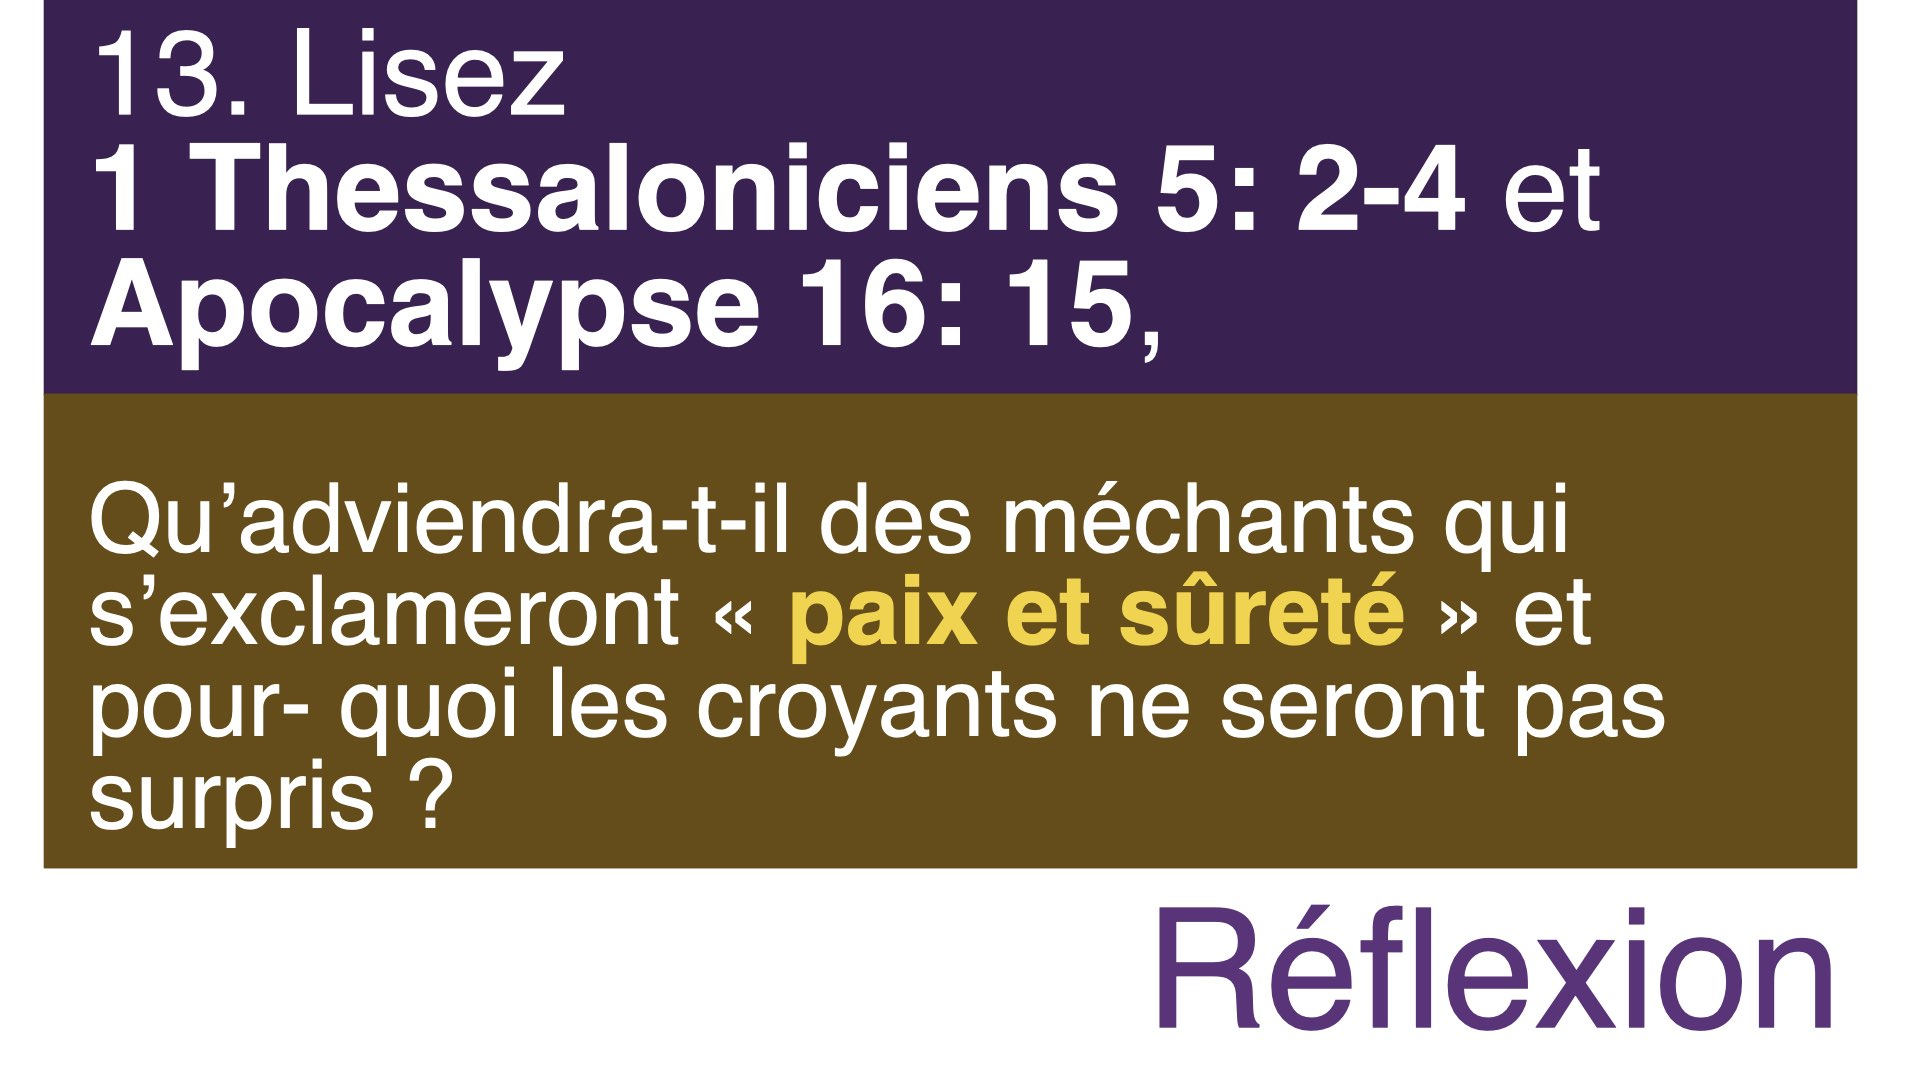 13. Lisez
1 Thessaloniciens 5: 2-4 et
Apocalypse 16: 15,
Qu’adviendra-t-il des méchants qui
s’exclameront « paix et sûreté » et
pour- quoi les croyants ne seront pas
surpris ?
Réflexion